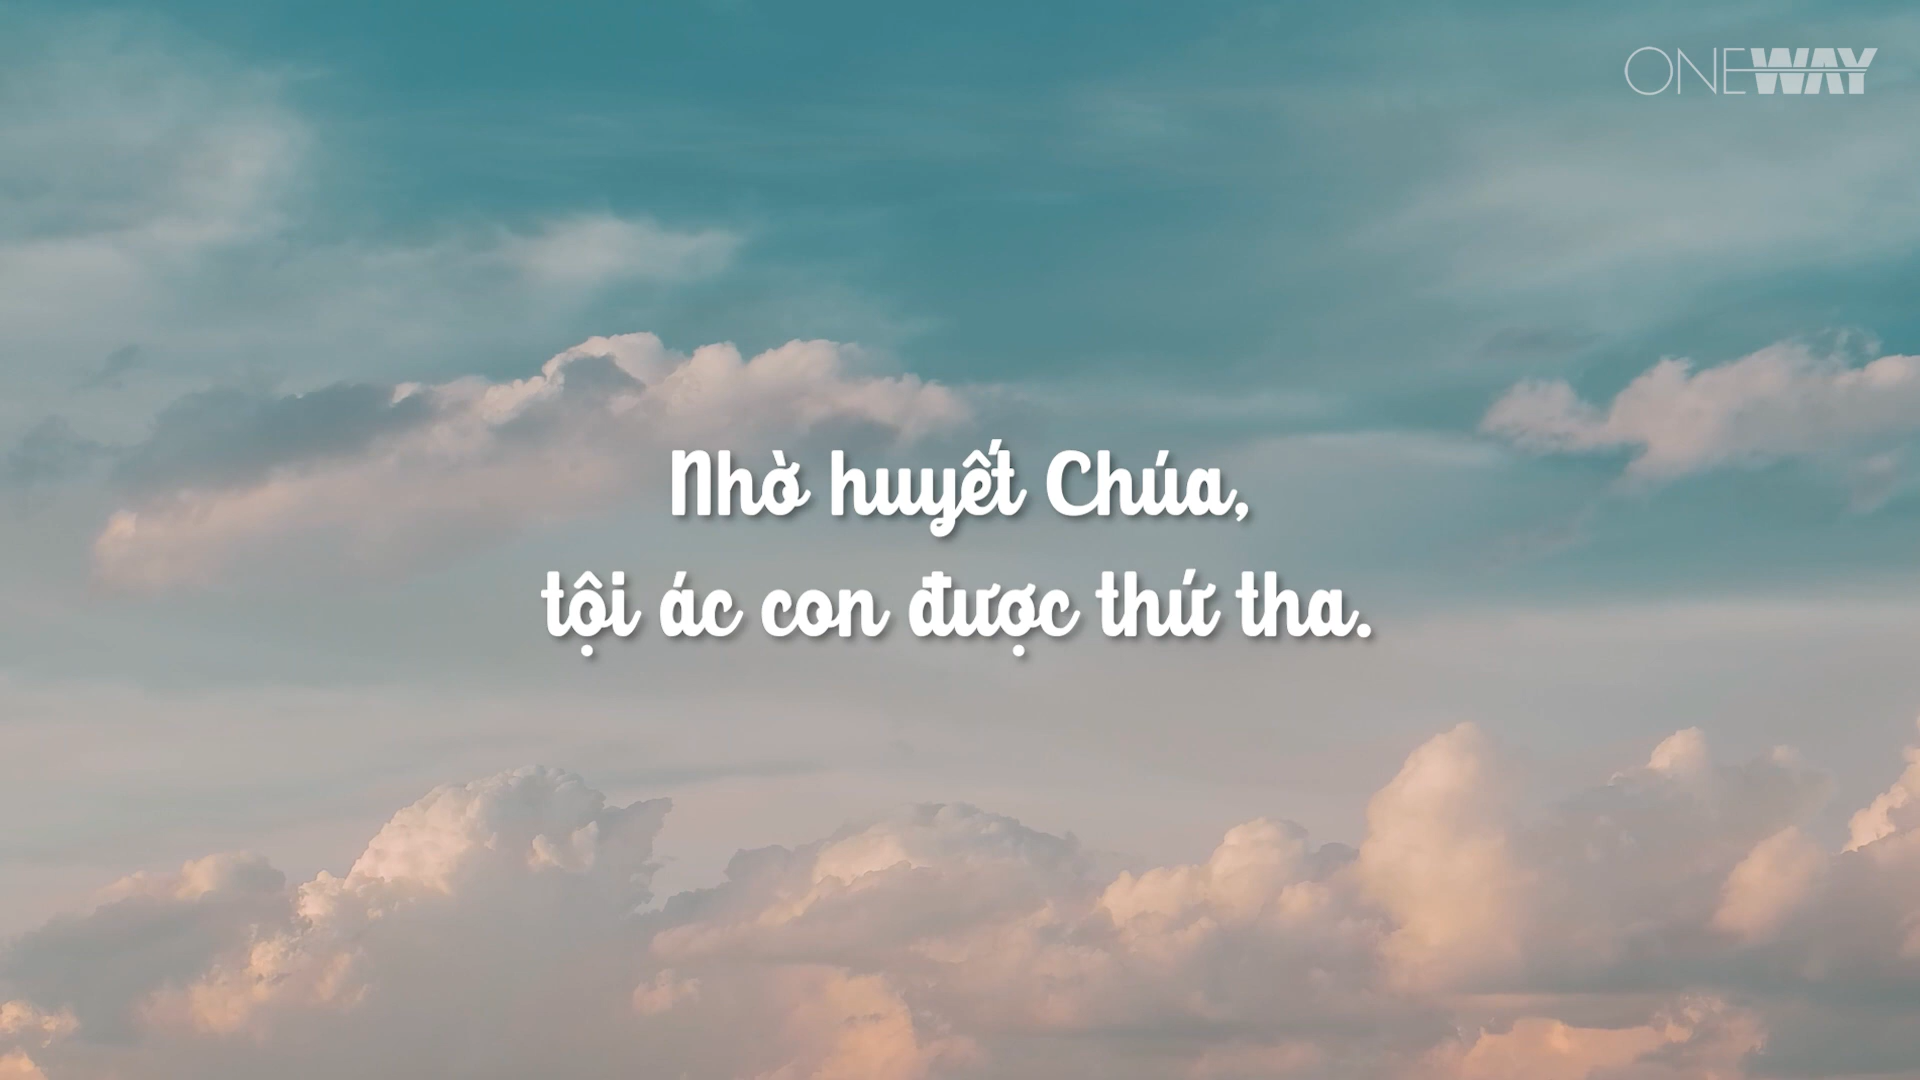 ONEWAY
Nhờ huyết Chúa,
tội ác con được thứ tha.